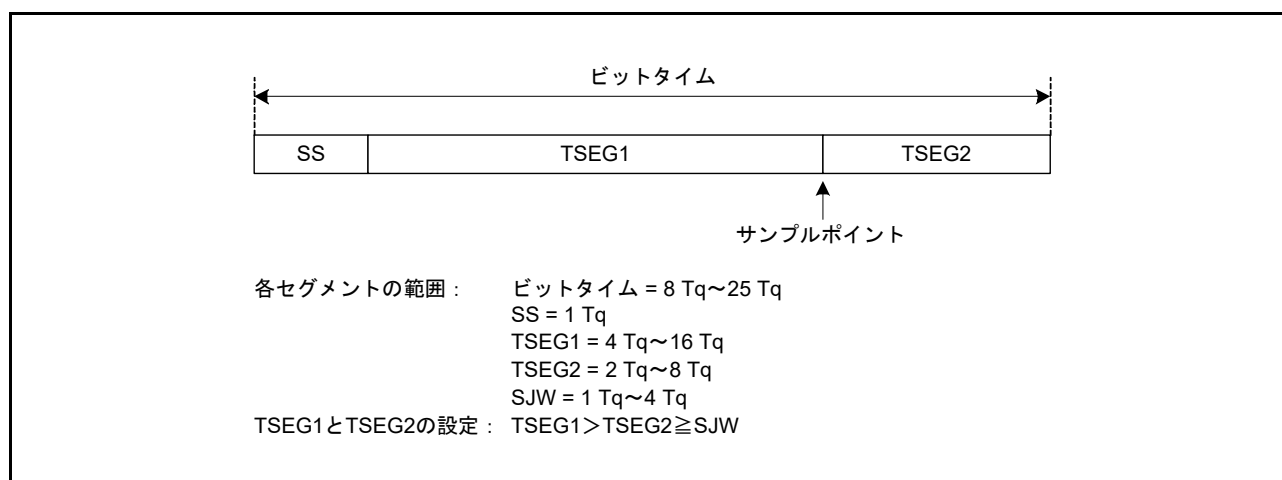 ビットタイム
SS TSEG1 TSEG2
サンプルポイント
各セグメントの範囲： ビットタイム = 8 Tq～25 Tq
SS = 1 Tq
TSEG1 = 4 Tq～16 Tq
TSEG2 = 2 Tq～8 Tq
SJW = 1 Tq～4 Tq
TSEG1とTSEG2の設定： TSEG1＞TSEG2≧SJW